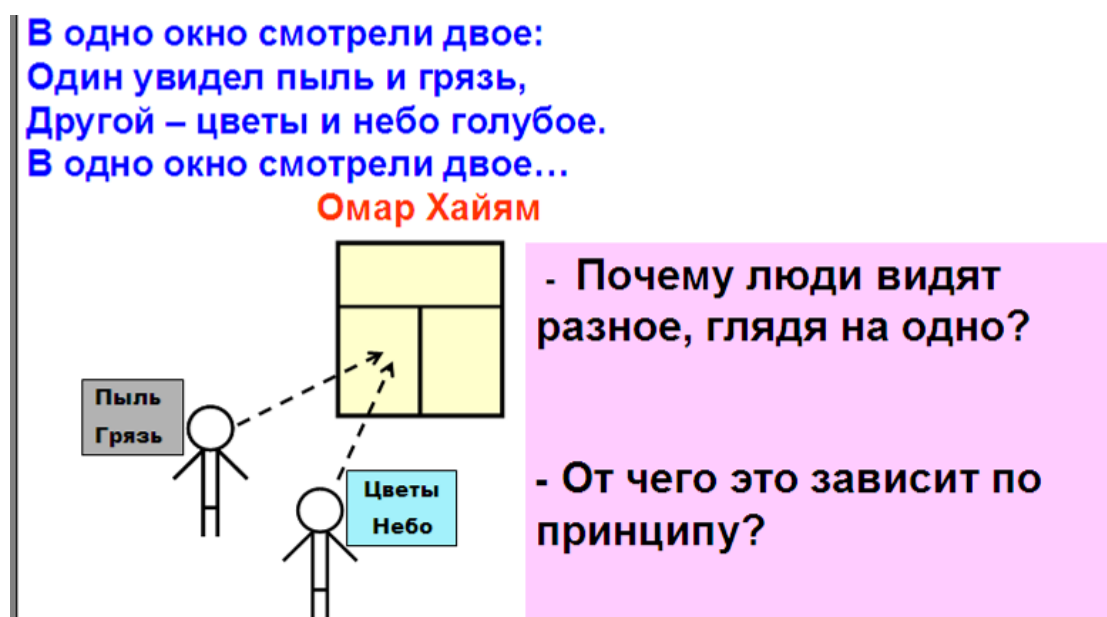 В одно окно смотрели двое:
Один увидел пыль и грязь,
Другой – цветы и небо голубое.
В одно окно смотрели двое…
Омар Хайям
- Почему люди видят
разное, глядя на одно?
Пыль
Грязь
Цветы
Небо
- От чего это зависит по
принципу?